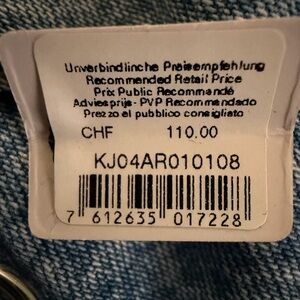 Unverbindlinche Preisempfehlung
Recommended Retail Price
Prix Public Recommandé
Adviesprijs - PVP Recomendado
Prezzo al pubblico consigliato
CHF 110.00
KJ04AR010108
7 612635 017228